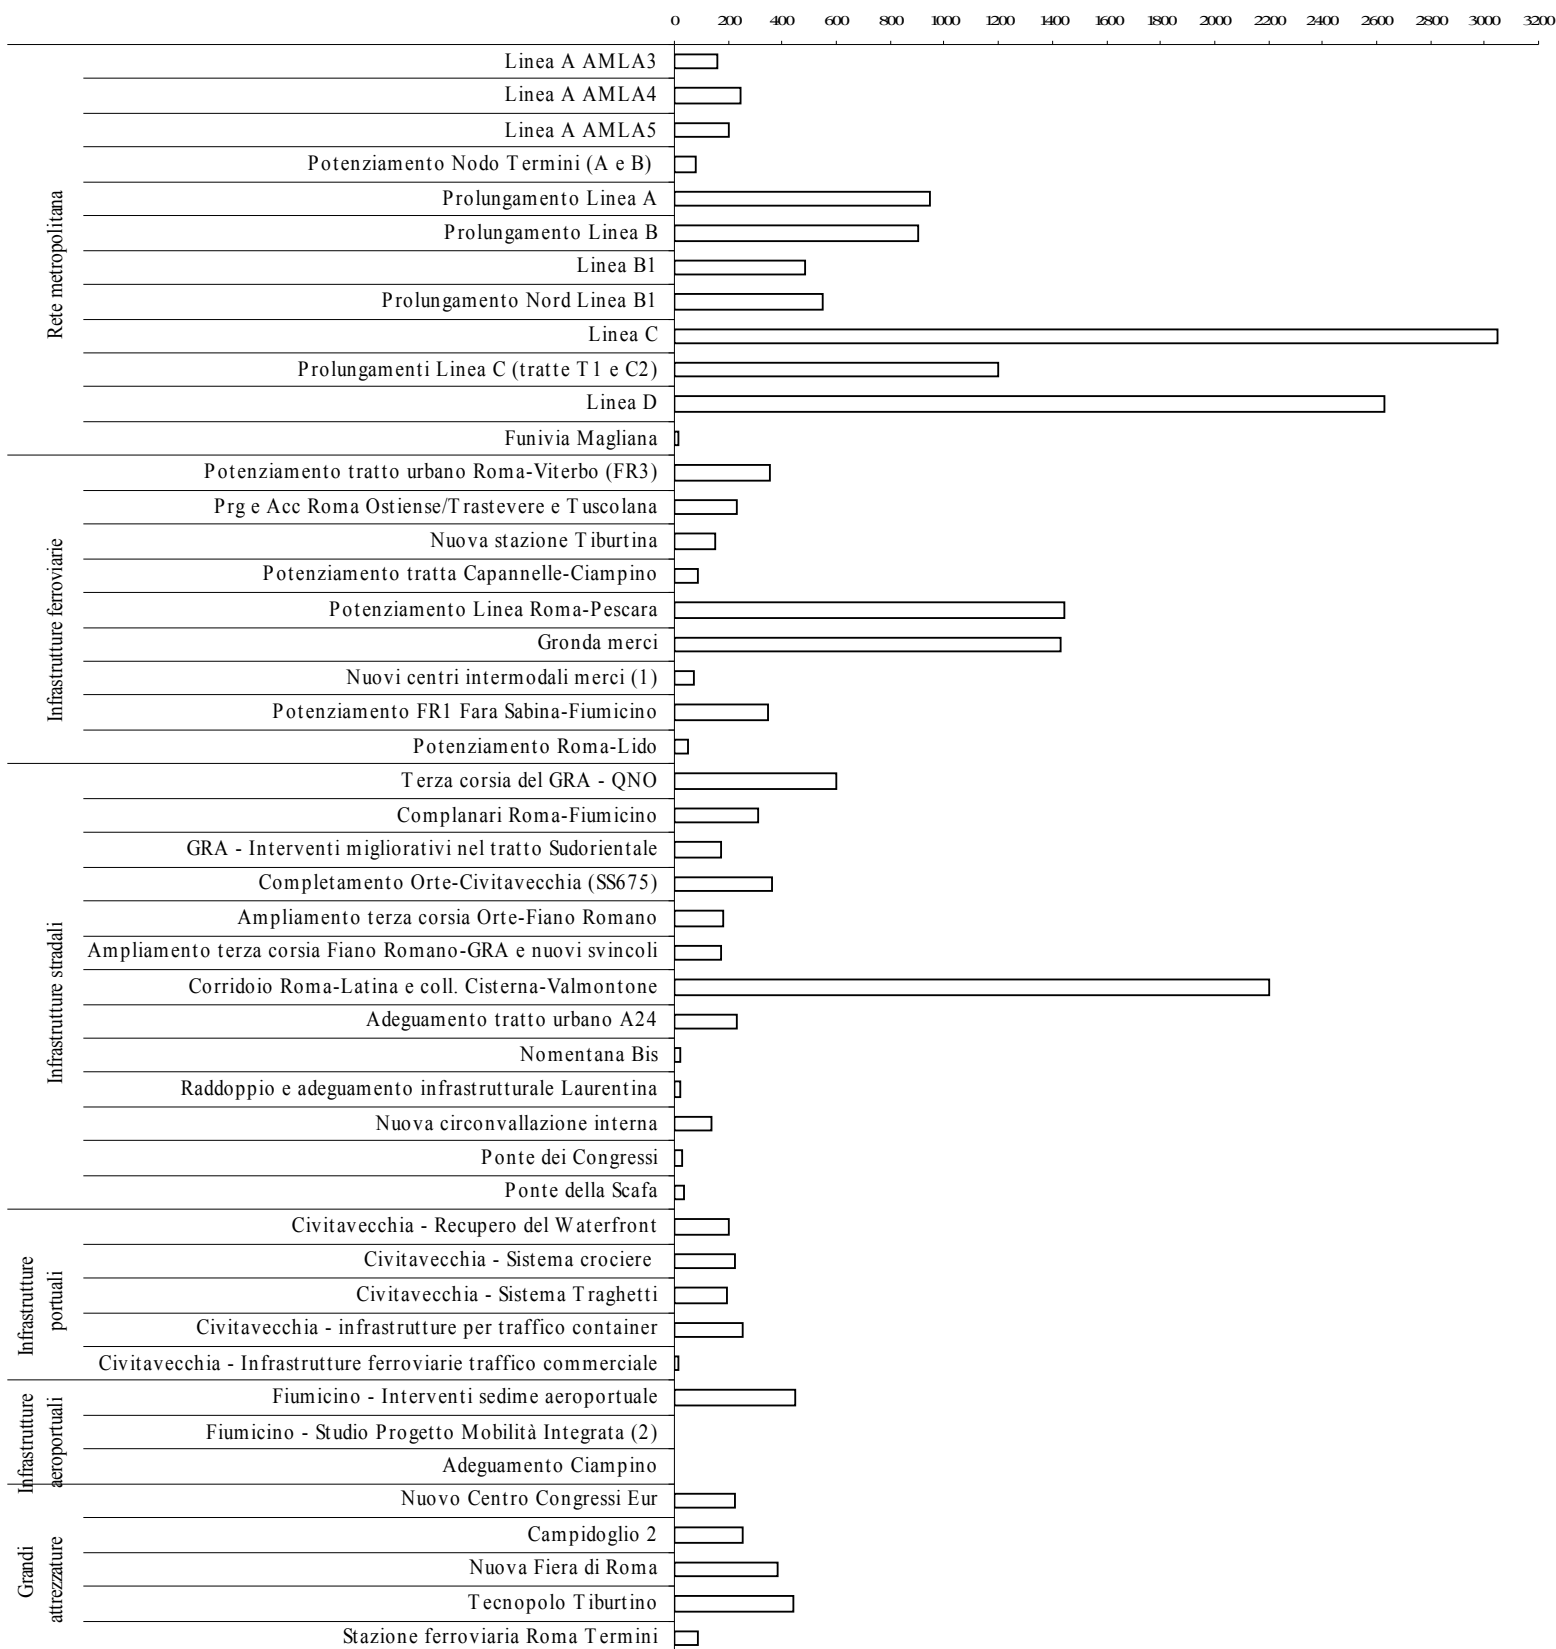 0 200 400 600 800 1000 1200 1400 1600 1800 2000 2200 2400 2600 2800 3000 3200
Rete metropolitana
Linea A AMLA3
Linea A AMLA4
Linea A AMLA5
Potenziamento Nodo Termini (A e B)
Prolungamento Linea A
Prolungamento Linea B
Linea B1
Prolungamento Nord Linea B1
Linea C
Prolungamenti Linea C (tratte T1 e C2)
Linea D
Funivia Magliana
Infrastrutture ferroviarie
Potenziamento tratto urbano Roma-Viterbo (FR3)
Prg e Acc Roma Ostiense/Trastevere e Tuscolana
Nuova stazione Tiburtina
Potenziamento tratta Capannelle-Ciampino
Potenziamento Linea Roma-Pescara
Gronda merci
Nuovi centri intermodali merci (1)
Potenziamento FR1 Fara Sabina-Fiumicino
Potenziamento Roma-Lido
Infrastrutture stradali
Terza corsia del GRA - QNO
Complanari Roma-Fiumicino
GRA - Interventi migliorativi nel tratto Sudorientale
Completamento Orte-Civitavecchia (SS675)
Ampliamento terza corsia Orte-Fiano Romano
Ampliamento terza corsia Fiano Romano-GRA e nuovi svincoli
Corridoio Roma-Latina e coll. Cisterna-Valmontone
Adeguamento tratto urbano A24
Nomentana Bis
Raddoppio e adeguamento infrastrutturale Laurentina
Nuova circonvallazione interna
Ponte dei Congressi
Ponte della Scafa
Infrastrutture
portuali
Civitavecchia - Recupero del Waterfront
Civitavecchia - Sistema crociere
Civitavecchia - Sistema Traghetti
Civitavecchia - infrastrutture per traffico container
Civitavecchia - Infrastrutture ferroviarie traffico commerciale
Infrastrutture
aeroportuali
Fiumicino - Interventi sedime aeroportuale
Fiumicino - Studio Progetto Mobilità Integrata (2)
Adeguamento Ciampino
Grandi
attrezzature
Nuovo Centro Congressi Eur
Campidoglio 2
Nuova Fiera di Roma
Tecnopolo Tiburtino
Stazione ferroviaria Roma Termini